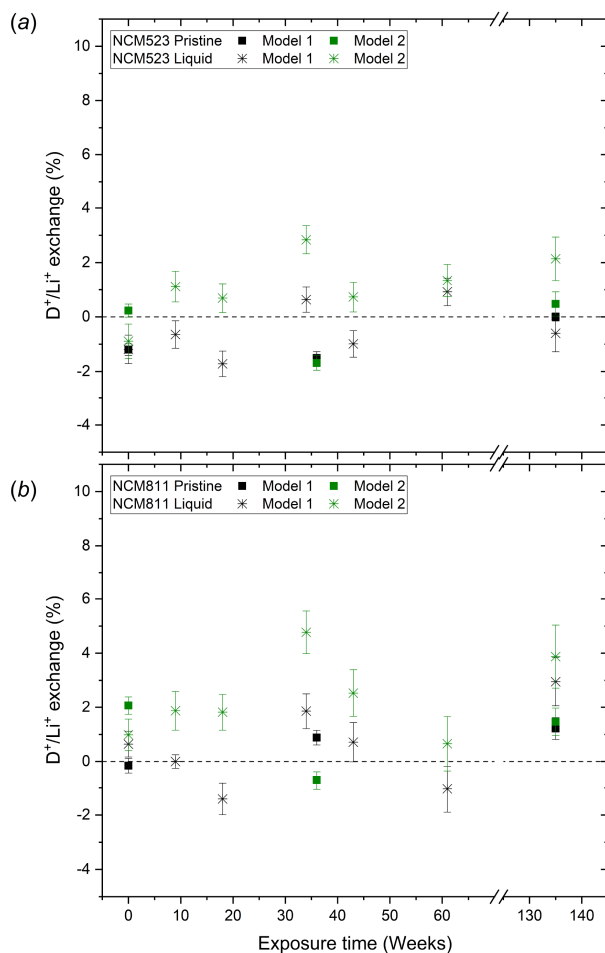 (a)
NCM523 Pristine Model 1 Model 2
NCM523 Liquid Model 1 Model 2
10
8
6
4
2
0
-2
-4
D⁺/Li⁺ exchange (%)
(b)
NCM811 Pristine Model 1 Model 2
NCM811 Liquid Model 1 Model 2
10
8
6
4
2
0
-2
-4
D⁺/Li⁺ exchange (%)
0 10 20 30 40 50 60 130 140
Exposure time (Weeks)